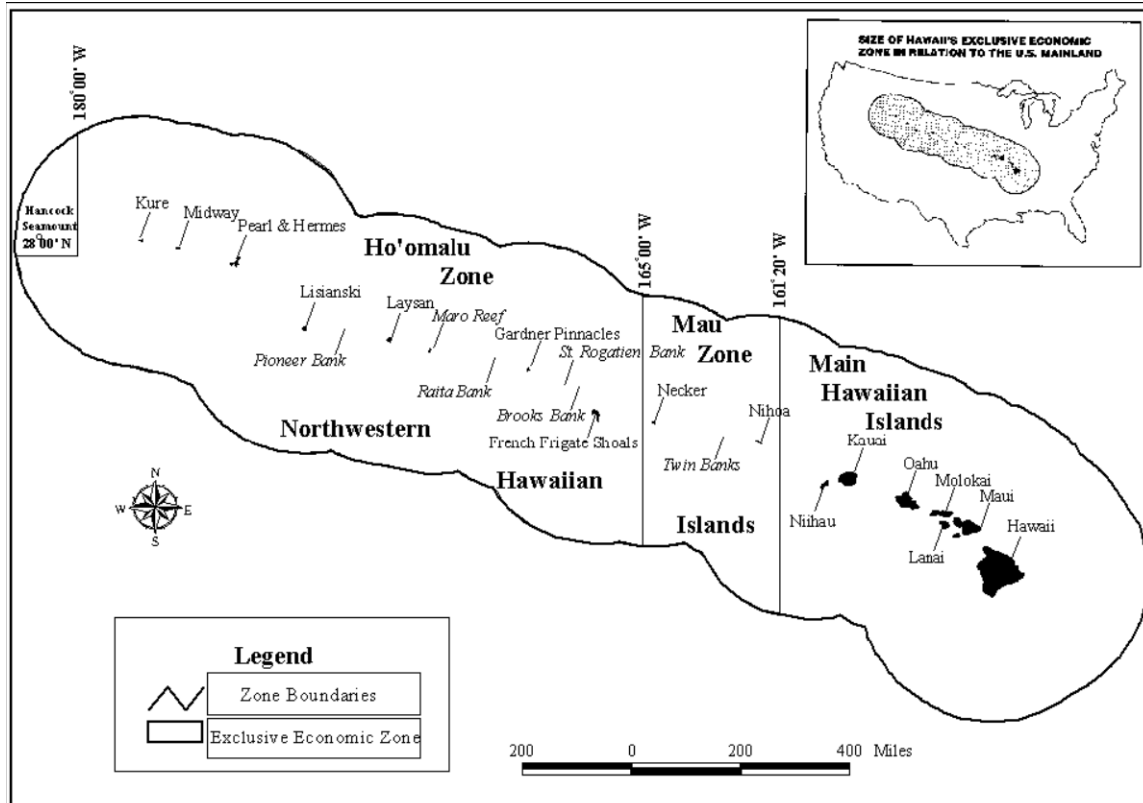 SIZE OF HAWAII'S EXCLUSIVE ECONOMIC
ZONE IN RELATION TO THE U.S. MAINLAND
180°00' W
Hancock
Seamount
28°00' N
Kure
Midway
Pearl & Hermes
Ho'omalu
Zone
165°00' W
161°20' W
Lisianski
Laysan
Maro Reef
Pioneer Bank
Gardner Pinnacles
St. Rogatien Bank
Raita Bank
Brooks Bank
French Frigate Shoals
Mau
Zone
Necker
Nihoa
Twin Banks
Main
Hawaiian
Islands
Northwestern
Hawaiian
Islands
Kauai
Niihau
Oahu
Molokai
Maui
Lanai
Hawaii
N
W
E
S
Legend
Zone Boundaries
Exclusive Economic Zone
200 0 200 400 Miles